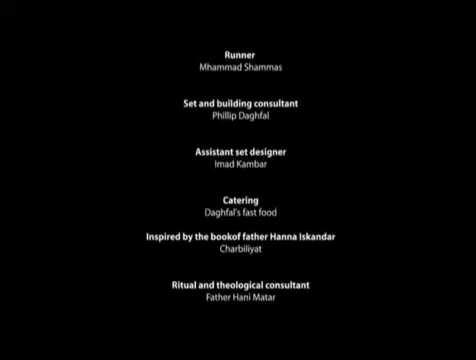 Runner
Mhammad Shammas
Set and building consultant
Phillip Daghfal
Assistant set designer
Imad Kambar
Catering
Daghfal's fast food
Inspired by the bookof father Hanna Iskandar
Charbiliyat
Ritual and theological consultant
Father Hani Matar